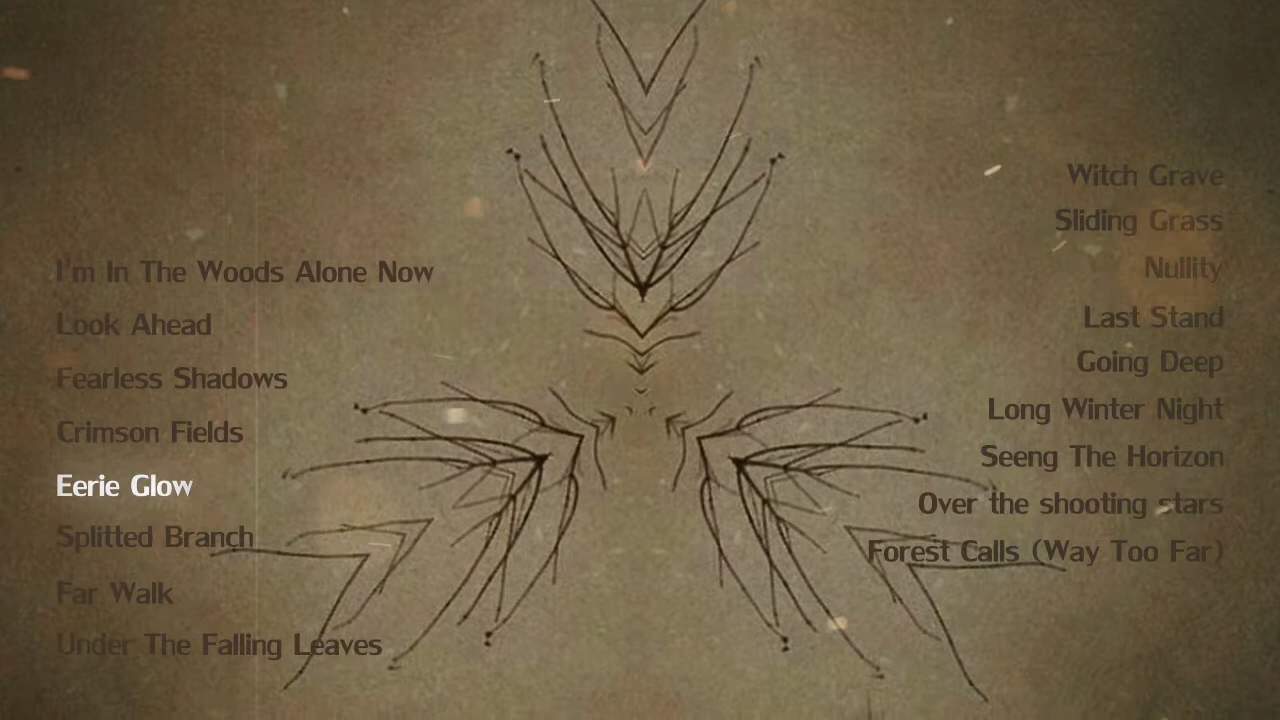 I'm In The Woods Alone Now
Look Ahead
Fearless Shadows
Crimson Fields
Eerie Glow
Splitted Branch
Far Walk
Under The Falling Leaves
Witch Grave
Sliding Grass
Nullity
Last Stand
Going Deep
Long Winter Night
Seeng The Horizon
Over the shooting stars
Forest Calls (Way Too Far)